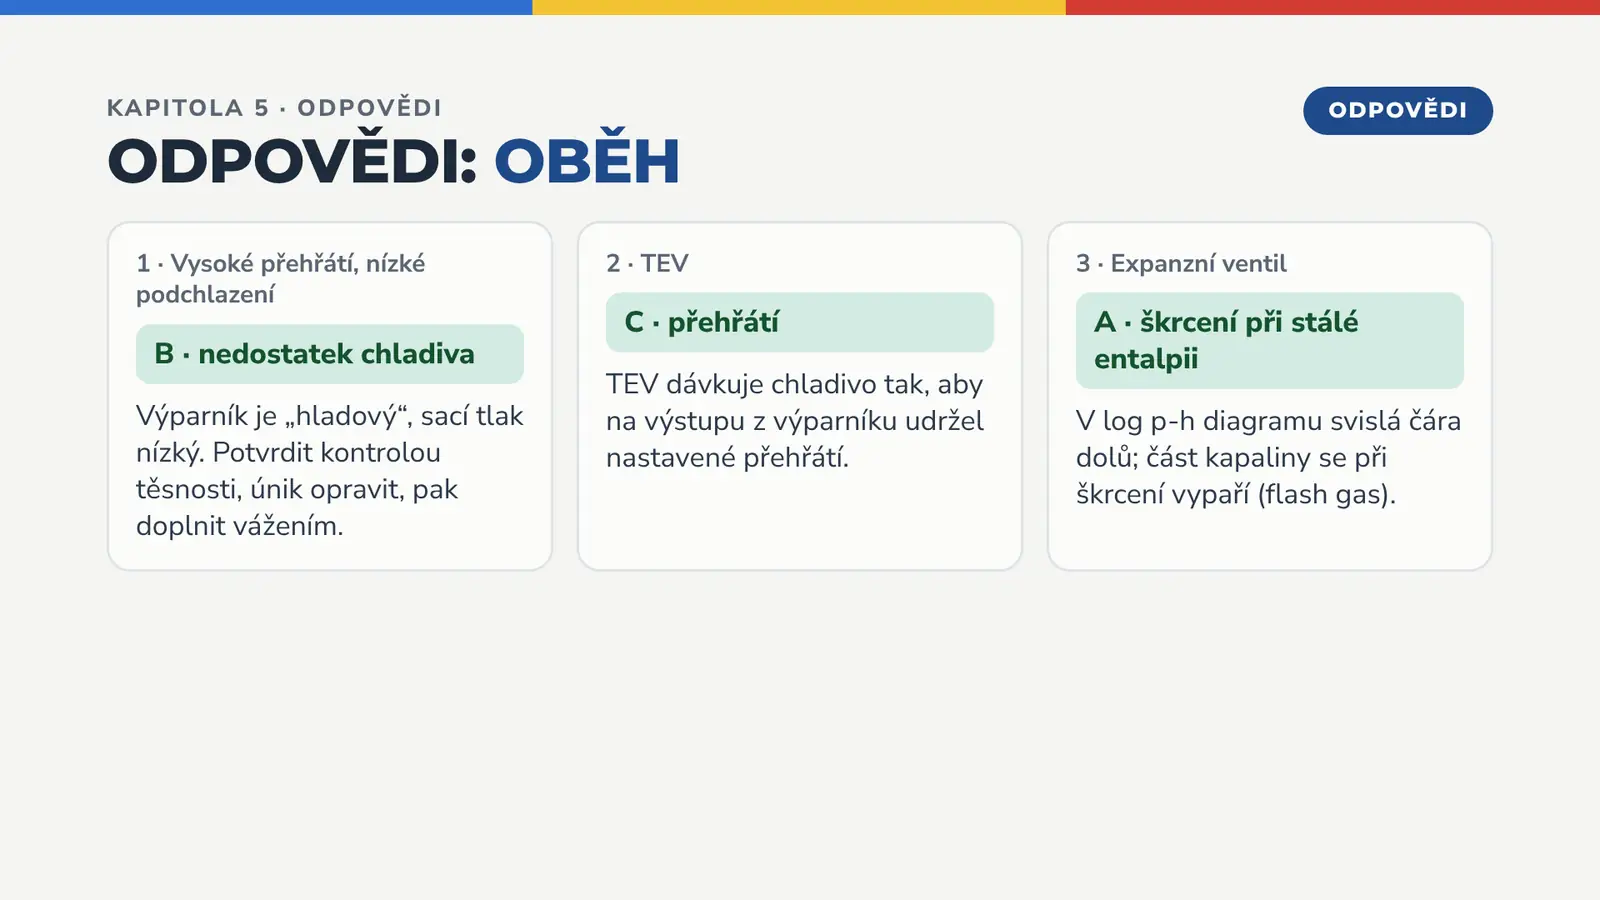 KAPITOLA 5 · ODPOVĚDI
ODPOVĚDI
ODPOVĚDI: OBĚH
1 · Vysoké přehřátí, nízké
podchlazení
B · nedostatek chladiva
Výparník je „hladový“, sací tlak
nízký. Potvrdit kontrolou
těsnosti, únik opravit, pak
doplnit vážením.
2 · TEV
C · přehřátí
TEV dávkuje chladivo tak, aby
na výstupu z výparníku udržel
nastavené přehřátí.
3 · Expanzní ventil
A · škrcení při stálé
entalpii
V log p-h diagramu svislá čára
dolů; část kapaliny se při
škrcení vypaří (flash gas).